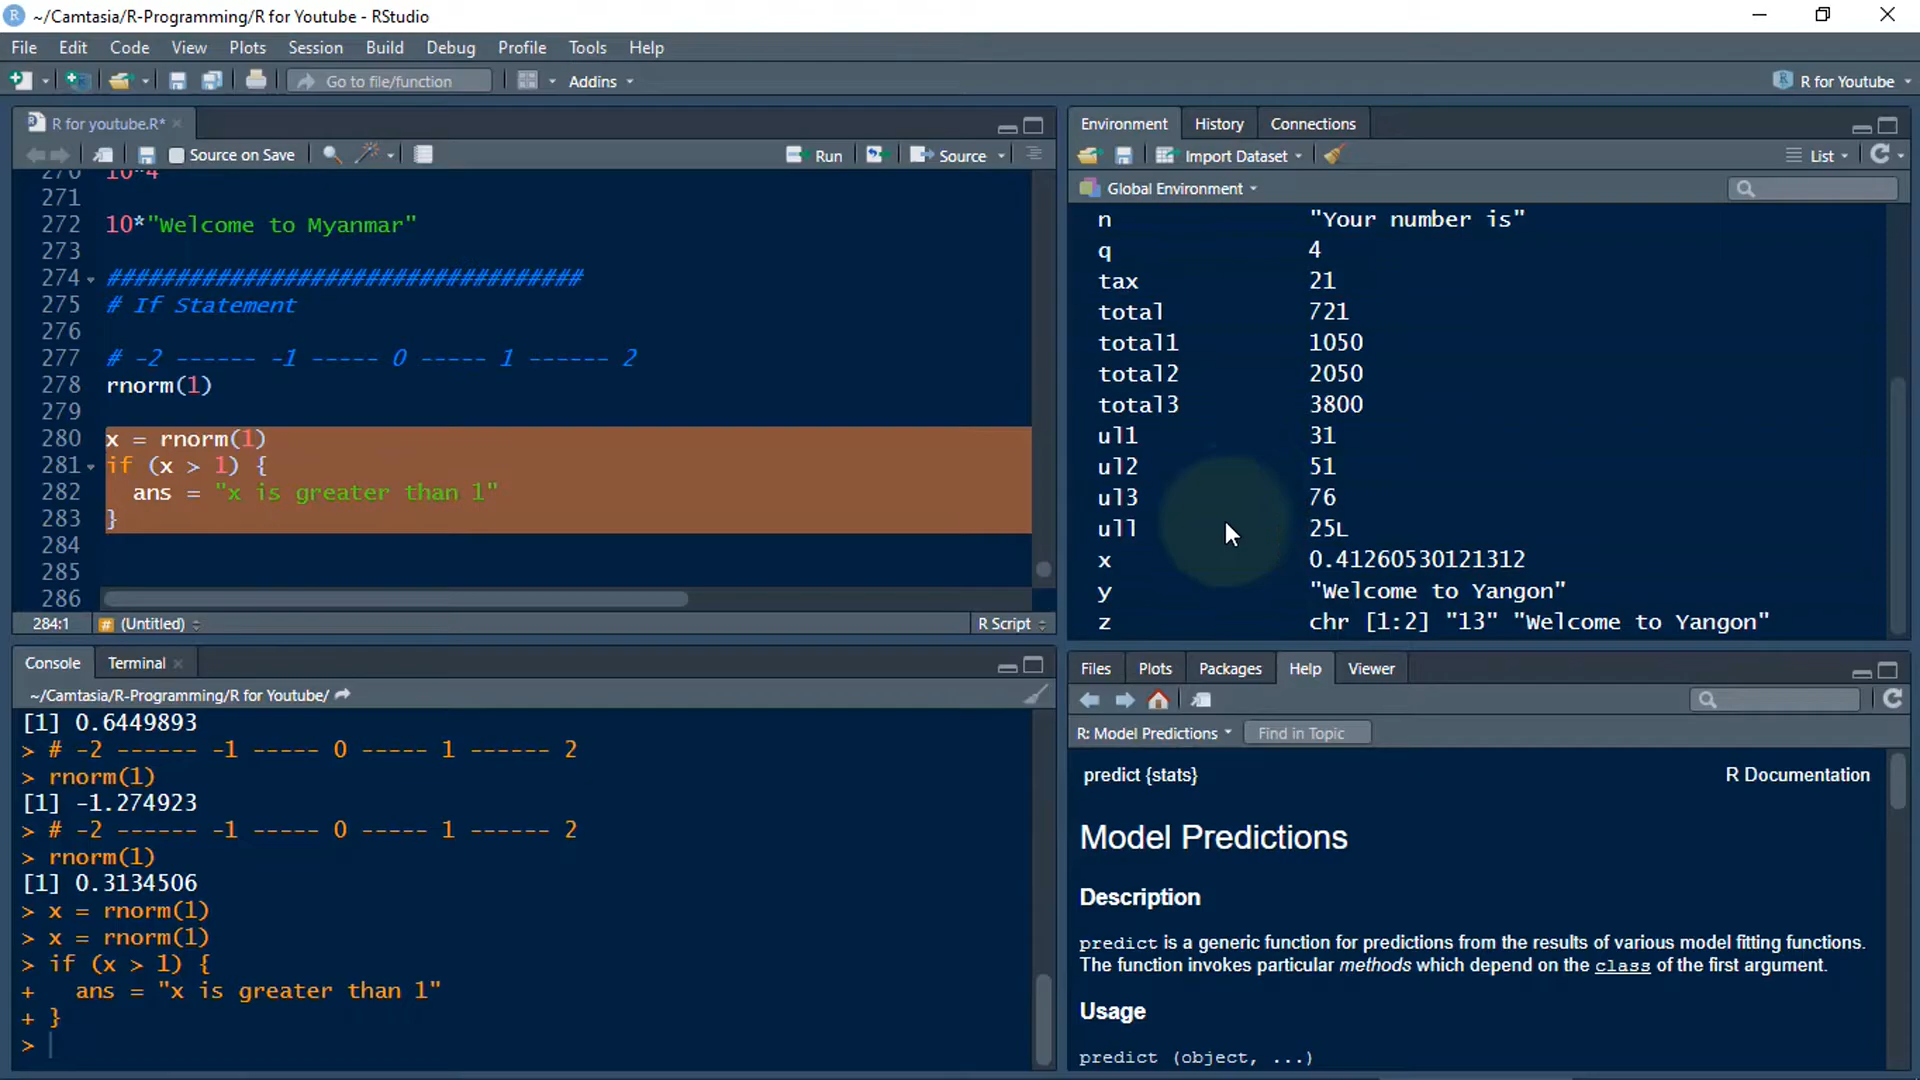 ~/Camtasia/R-Programming/R for Youtube - RStudio
File Edit Code View Plots Session Build Debug Profile Tools Help
Go to file/function Addins R for Youtube
R for youtube.R*
Source on Save Run Source
270 10^4
271
272 10*"Welcome to Myanmar"
273
274 ###################################
275 # If Statement
276
277 # -2 ------ -1 ----- 0 ----- 1 ------ 2
278 rnorm(1)
279
280 x = rnorm(1)
281 if (x > 1) {
282 ans = "x is greater than 1"
283 }
284
285
286
284:1 # (Untitled) R Script
Console Terminal
~/Camtasia/R-Programming/R for Youtube/
[1] 0.6449893
> # -2 ------ -1 ----- 0 ----- 1 ------ 2
> rnorm(1)
[1] -1.274923
> # -2 ------ -1 ----- 0 ----- 1 ------ 2
> rnorm(1)
[1] 0.3134506
> x = rnorm(1)
> x = rnorm(1)
> if (x > 1) {
+ ans = "x is greater than 1"
+ }
>
Environment History Connections
Import Dataset List
Global Environment
n "Your number is"
q 4
tax 21
total 721
total1 1050
total2 2050
total3 3800
ul1 31
ul2 51
ul3 76
ull 25L
x 0.41260530121312
y "Welcome to Yangon"
z chr [1:2] "13" "Welcome to Yangon"
Files Plots Packages Help Viewer
R: Model Predictions Find in Topic
predict {stats} R Documentation
Model Predictions
Description
predict is a generic function for predictions from the results of various model fitting functions.
The function invokes particular methods which depend on the class of the first argument.
Usage
predict (object, ...)